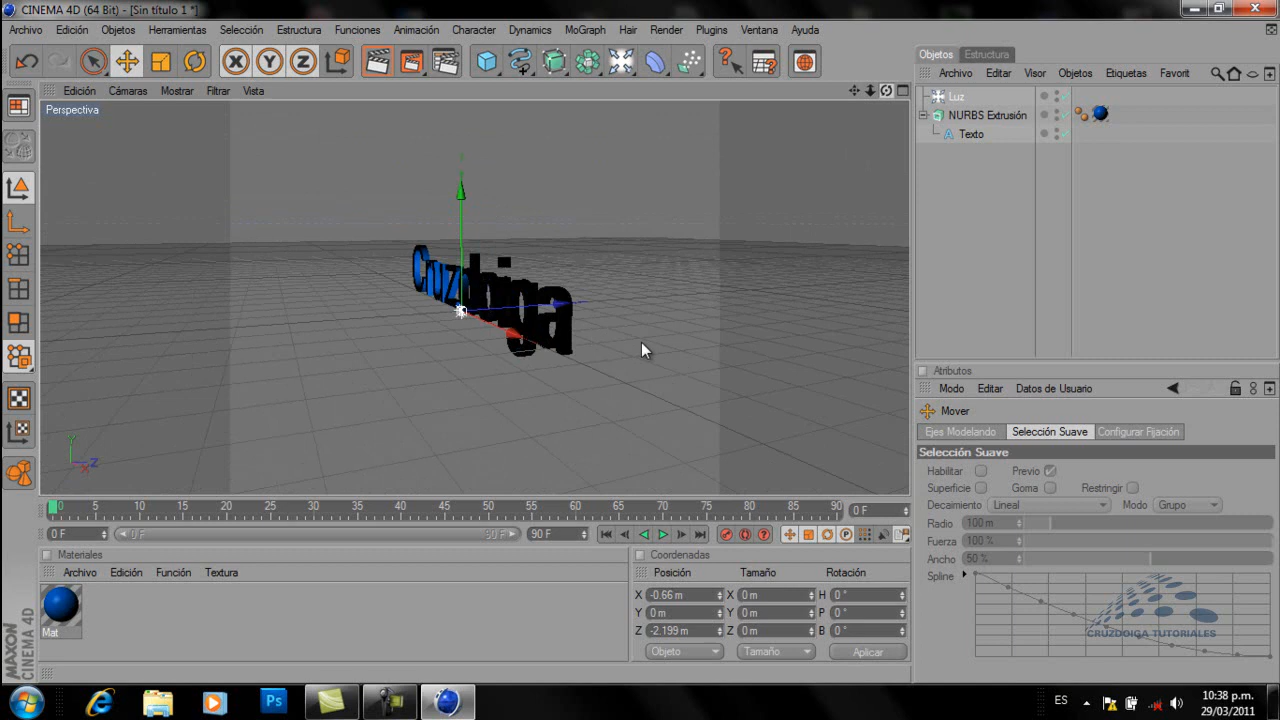 CINEMA 4D (64 Bit) - [Sin título 1 *]
Archivo Edición Objetos Herramientas Selección Estructura Funciones Animación Character Dynamics MoGraph Hair Render Plugins Ventana Ayuda
Objetos Estructura
Archivo Editar Visor Objetos Etiquetas Favorit
Edición Cámaras Mostrar Filtrar Vista
Perspectiva
Luz
NURBS Extrusión
Texto
Cruzdoiga
Y
X Z
Atributos
Modo Editar Datos de Usuario
Mover
Ejes Modelando Selección Suave Configurar Fijación
Selección Suave
Habilitar Previo
Superficie Goma Restringir
Decaimiento Lineal Modo Grupo
Radio 100 m
Fuerza 100 %
Ancho 50 %
Spline
0 5 10 15 20 25 30 35 40 45 50 55 60 65 70 75 80 85 90 0 F
0 F 0 F 90 F 90 F
Materiales
Archivo Edición Función Textura
Mat
Coordenadas
Posición Tamaño Rotación
X -0.66 m X 0 m H 0 °
Y 0 m Y 0 m P 0 °
Z -2.199 m Z 0 m B 0 °
Objeto Tamaño Aplicar
CRUZDOIGA TUTORIALES
MAXON
CINEMA 4D
Ps
ES
10:38 p.m.
29/03/2011